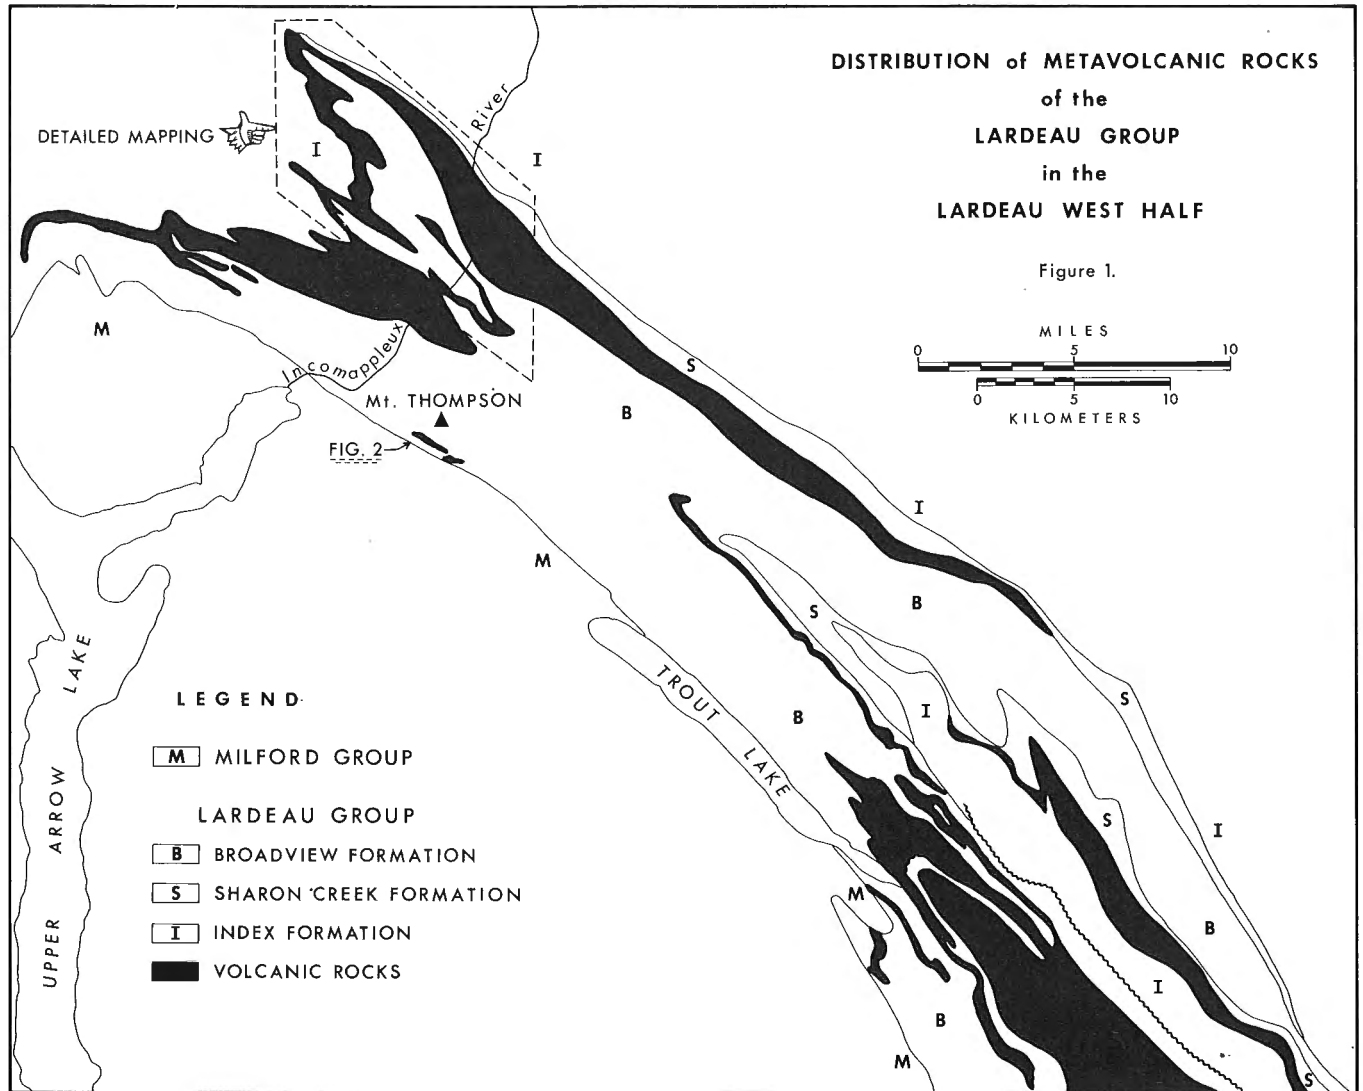 DISTRIBUTION of METAVOLCANIC ROCKS
of the
LARDEAU GROUP
in the
LARDEAU WEST HALF
Figure 1.
MILES
0 5 10
0 5 10
KILOMETERS
DETAILED MAPPING
River
I
I
M
Incomappleux
Mt. THOMPSON
FIG. 2
S
B
I
M
B
S
TROUT LAKE
B
I
S
S
I
B
M
I
B
M
S
UPPER ARROW LAKE
LEGEND
M MILFORD GROUP
LARDEAU GROUP
B BROADVIEW FORMATION
S SHARON CREEK FORMATION
I INDEX FORMATION
VOLCANIC ROCKS